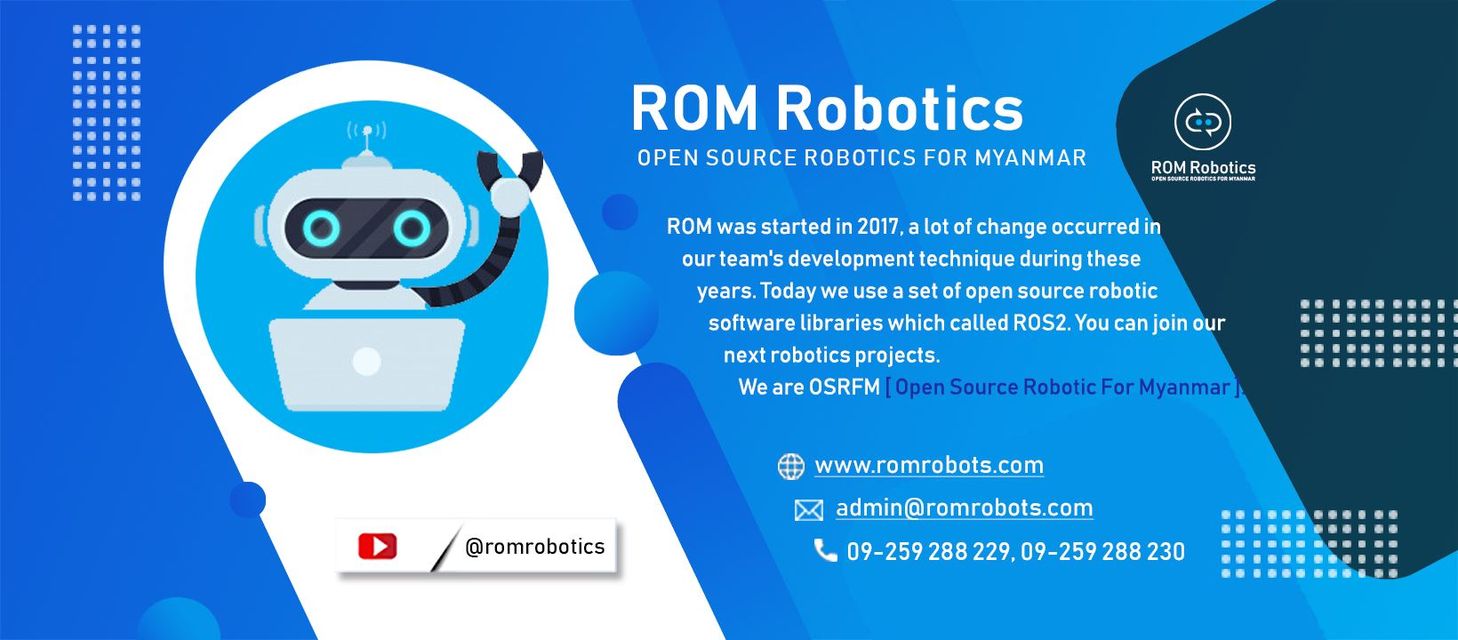 ROM Robotics
OPEN SOURCE ROBOTICS FOR MYANMAR
ROM Robotics
OPEN SOURCE ROBOTICS FOR MYANMAR
ROM was started in 2017, a lot of change occurred in
our team's development technique during these
years. Today we use a set of open source robotic
software libraries which called ROS2. You can join our
next robotics projects.
We are OSRFM [ Open Source Robotic For Myanmar ].
www.romrobots.com
admin@romrobots.com
09-259 288 229, 09-259 288 230
@romrobotics